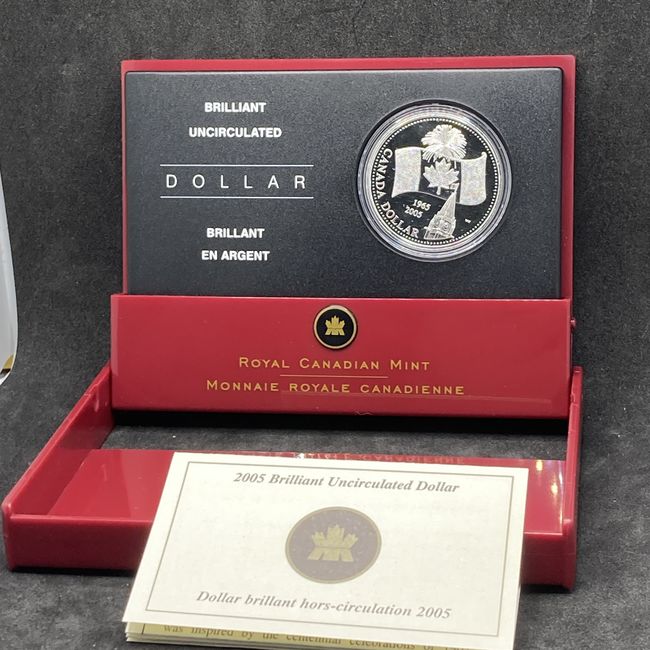 BRILLIANT
UNCIRCULATED
DOLLAR
BRILLANT
EN ARGENT
CANADA DOLLAR
1965
2005
ROYAL CANADIAN MINT
MONNAIE ROYALE CANADIENNE
2005 Brilliant Uncirculated Dollar
Dollar brillant hors-circulation 2005
was inspired by the centennial celebrations of